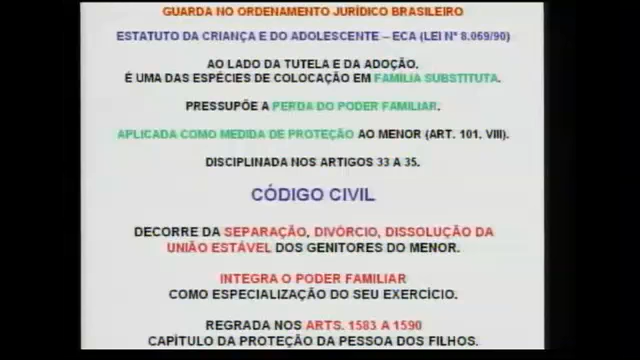 GUARDA NO ORDENAMENTO JURÍDICO BRASILEIRO
ESTATUTO DA CRIANÇA E DO ADOLESCENTE – ECA (LEI Nº 8.069/90)
AO LADO DA TUTELA E DA ADOÇÃO.
É UMA DAS ESPÉCIES DE COLOCAÇÃO EM FAMÍLIA SUBSTITUTA.
PRESSUPÕE A PERDA DO PODER FAMILIAR.
APLICADA COMO MEDIDA DE PROTEÇÃO AO MENOR (ART. 101, VIII).
DISCIPLINADA NOS ARTIGOS 33 A 35.
CÓDIGO CIVIL
DECORRE DA SEPARAÇÃO, DIVÓRCIO, DISSOLUÇÃO DA
UNIÃO ESTÁVEL DOS GENITORES DO MENOR.
INTEGRA O PODER FAMILIAR
COMO ESPECIALIZAÇÃO DO SEU EXERCÍCIO.
REGRADA NOS ARTS. 1583 A 1590
CAPÍTULO DA PROTEÇÃO DA PESSOA DOS FILHOS.